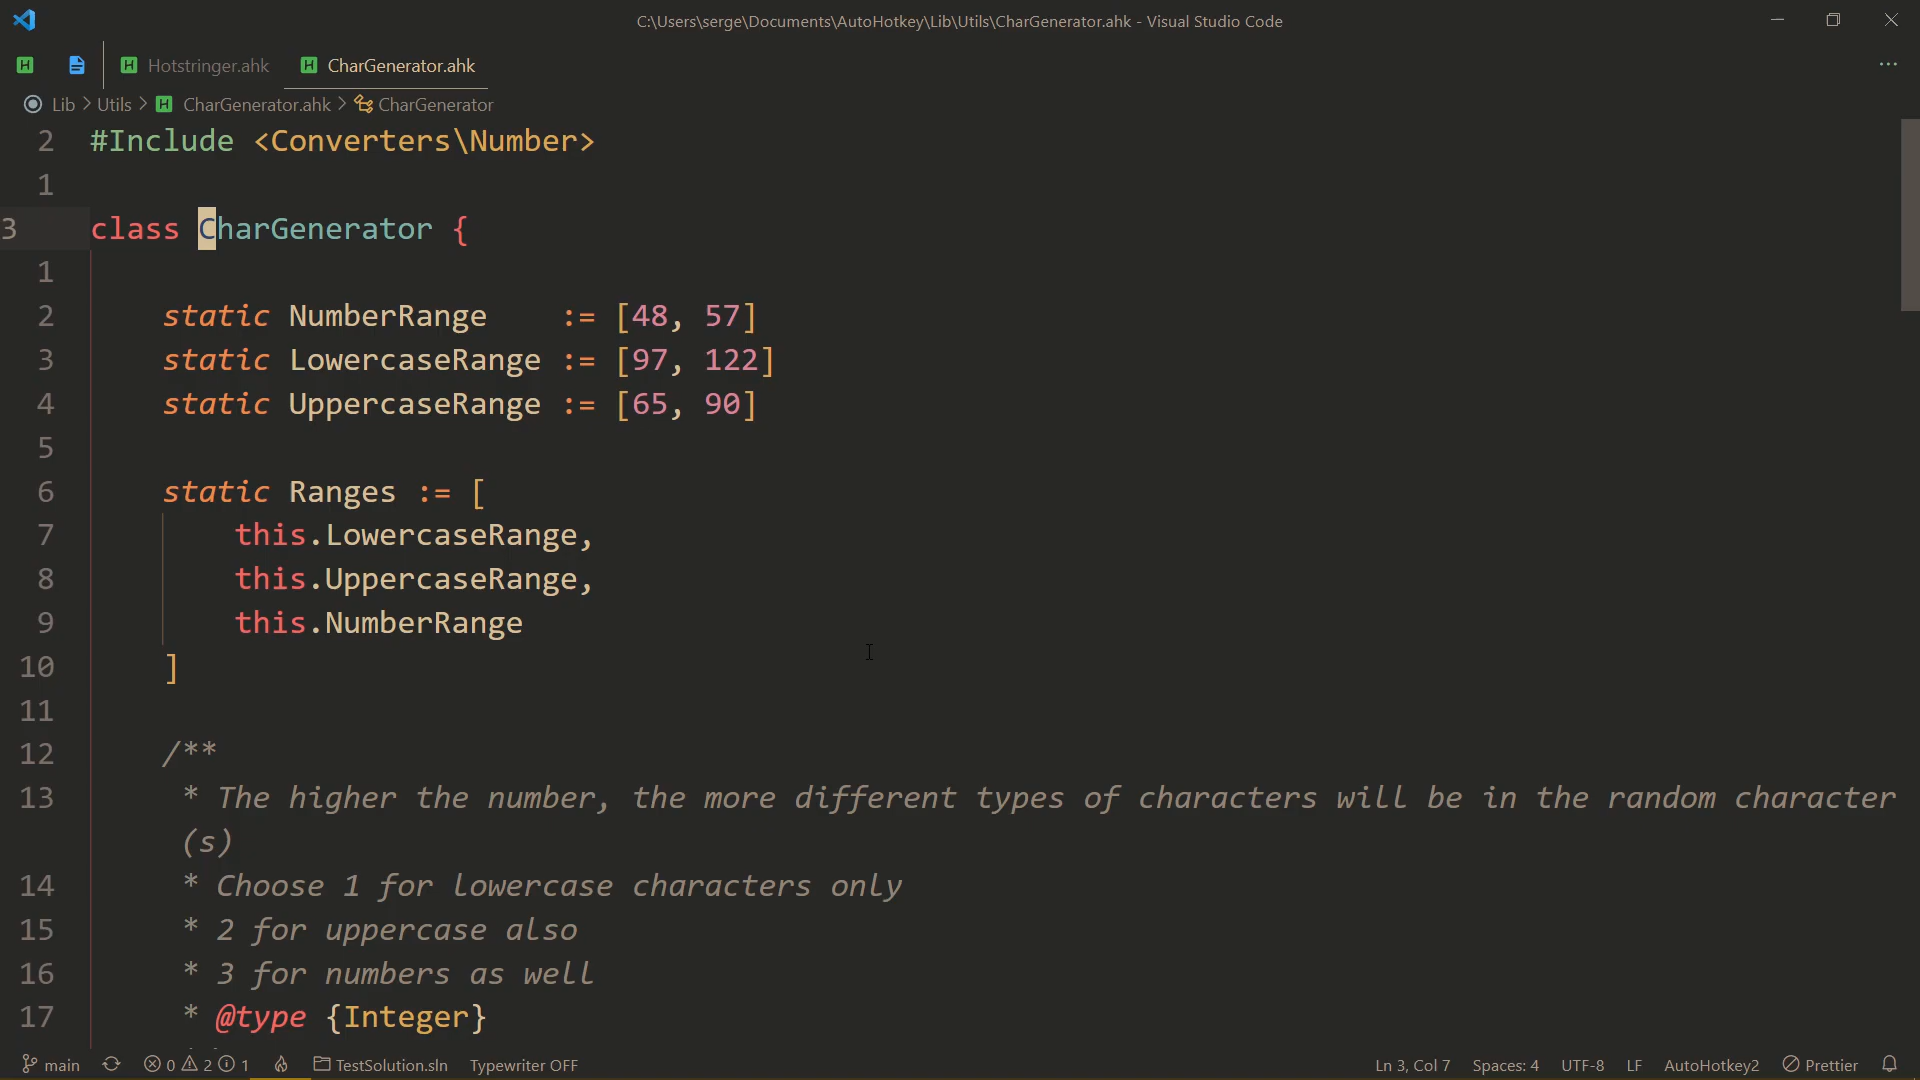 C:\Users\serge\Documents\AutoHotkey\Lib\Utils\CharGenerator.ahk - Visual Studio Code
Hotstringer.ahk CharGenerator.ahk ···
Lib > Utils > CharGenerator.ahk > CharGenerator
2 #Include <Converters\Number>
1
3 class CharGenerator {
1
2 static NumberRange    := [48, 57]
3 static LowercaseRange := [97, 122]
4 static UppercaseRange := [65, 90]
5
6 static Ranges := [
7 this.LowercaseRange,
8 this.UppercaseRange,
9 this.NumberRange
10 ]
11
12 /**
13 * The higher the number, the more different types of characters will be in the random character
(s)
14 * Choose 1 for lowercase characters only
15 * 2 for uppercase also
16 * 3 for numbers as well
17 * @type {Integer}
main 0 2 1 TestSolution.sln Typewriter OFF Ln 3, Col 7 Spaces: 4 UTF-8 LF AutoHotkey2 Prettier